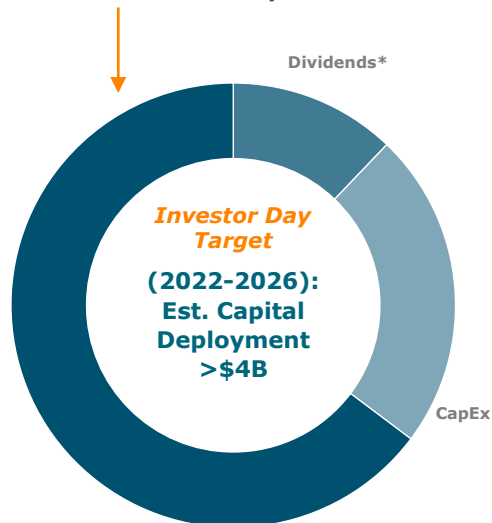 Dividends*
Investor Day
Target
(2022-2026):
Est. Capital
Deployment
>$4B
CapEx